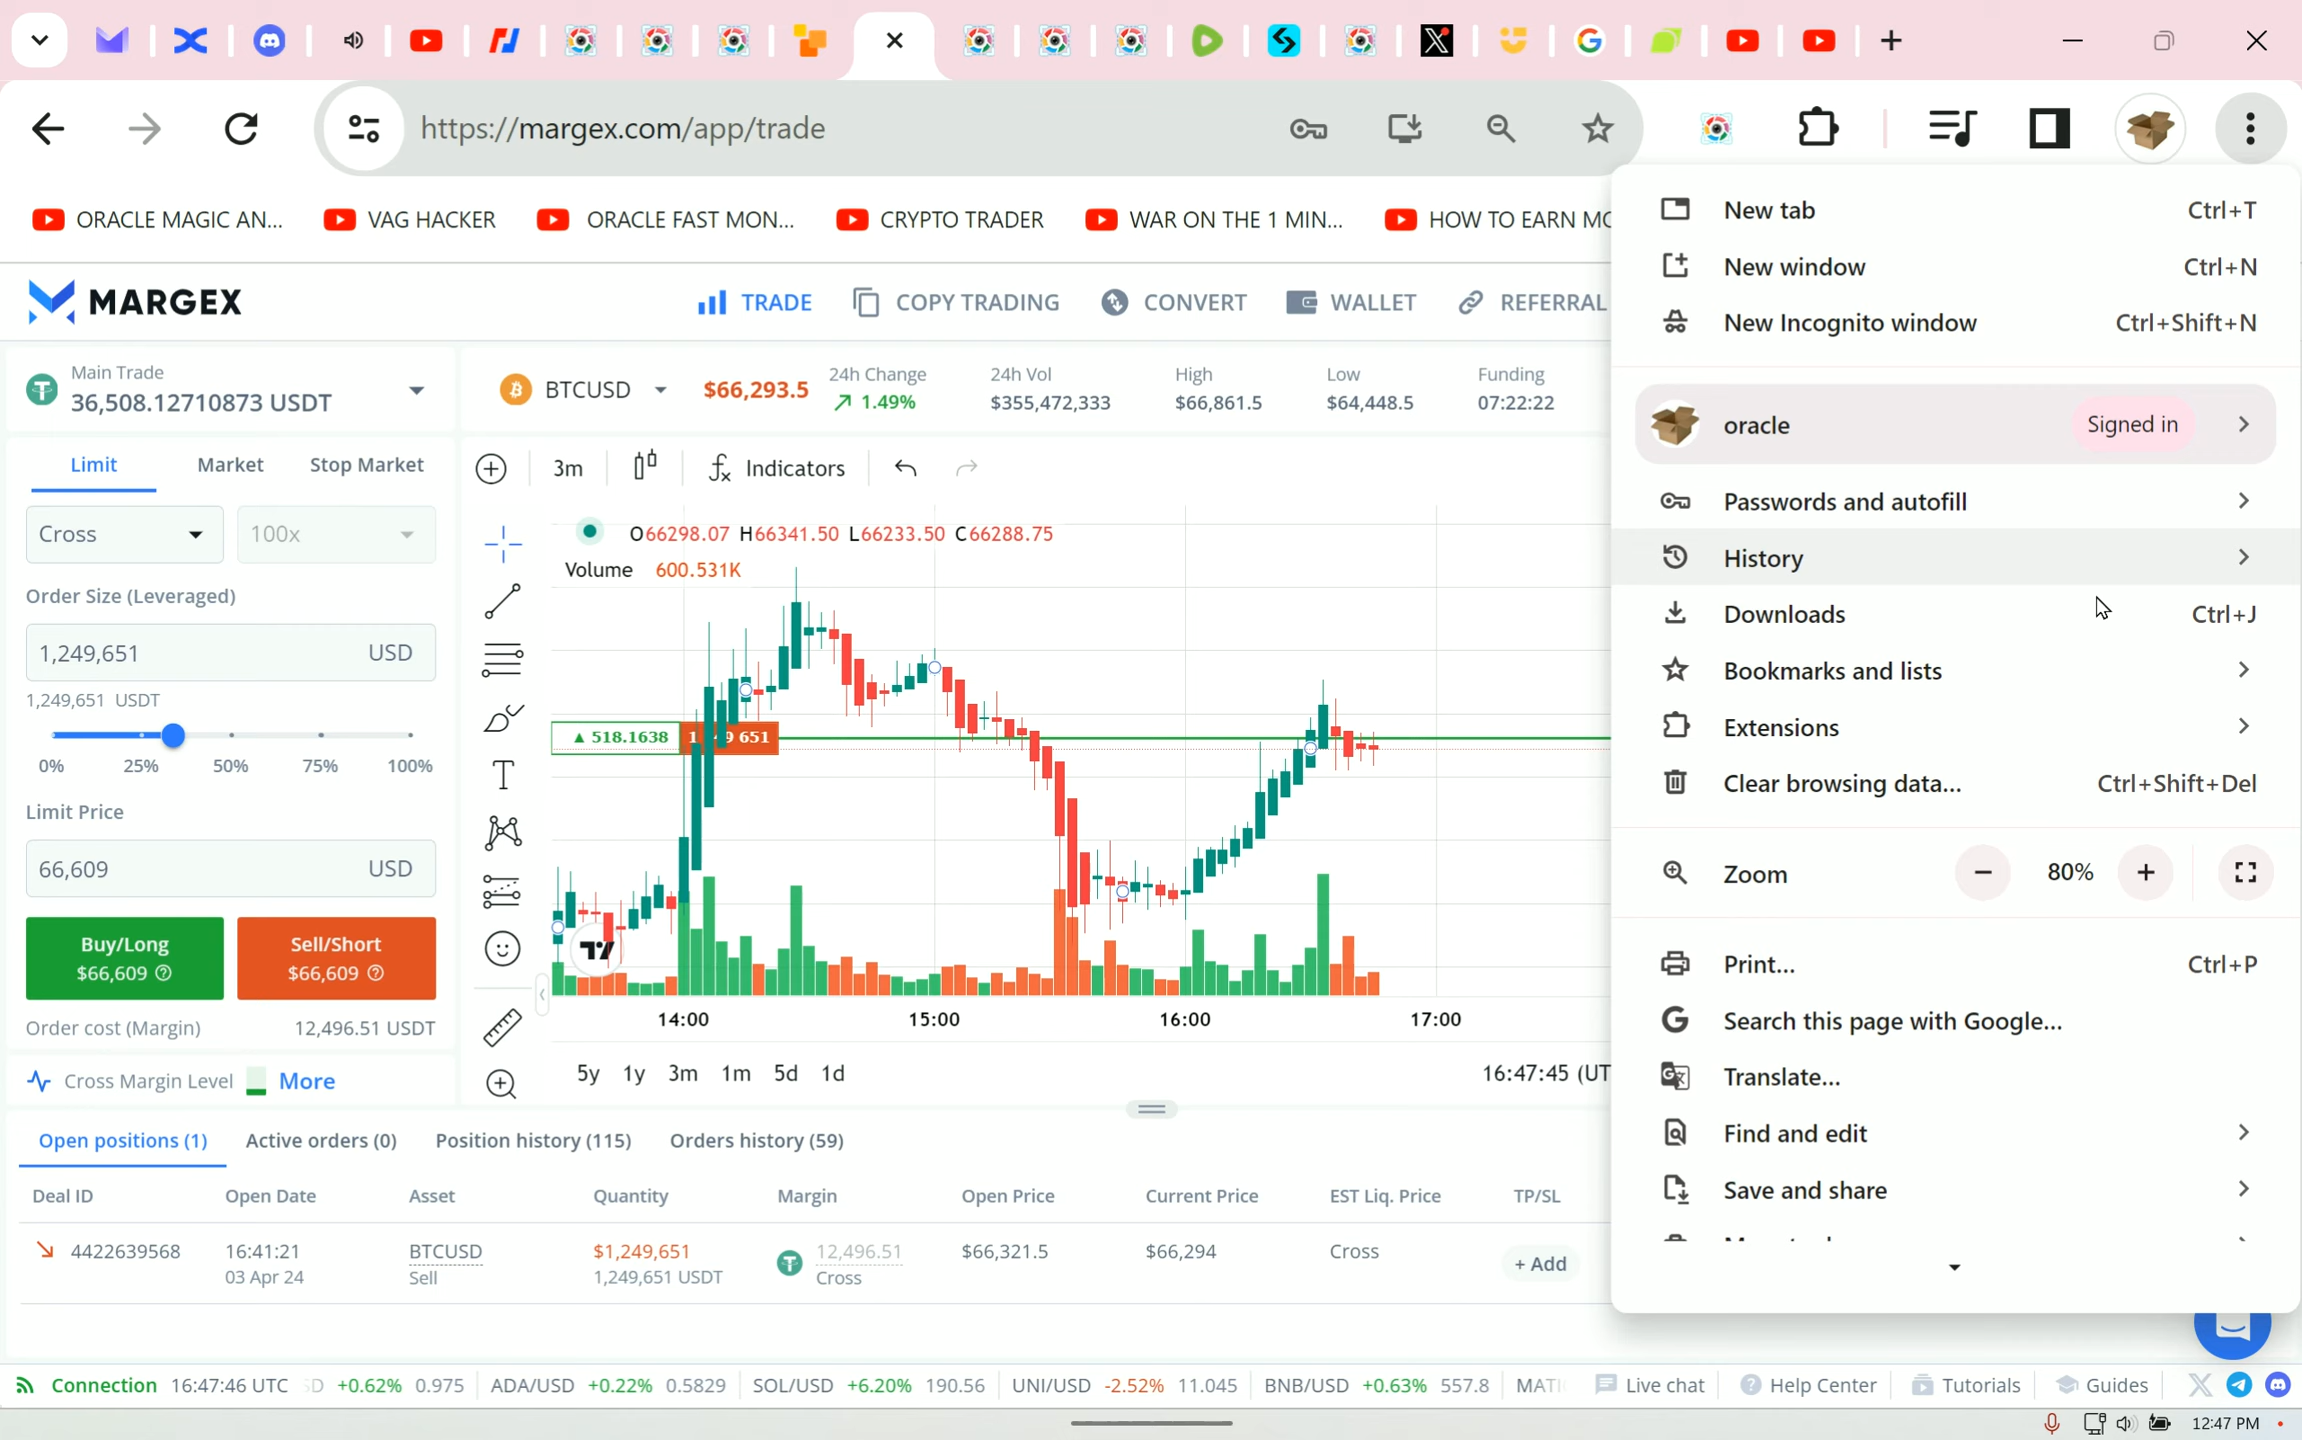 https://margex.com/app/trade
ORACLE MAGIC AN...
VAG HACKER
ORACLE FAST MON...
CRYPTO TRADER
WAR ON THE 1 MIN...
HOW TO EARN MO
MARGEX
TRADE
COPY TRADING
CONVERT
WALLET
REFERRAL
Main Trade
36,508.12710873 USDT
BTCUSD
$66,293.5
24h Change
1.49%
24h Vol
$355,472,333
High
$66,861.5
Low
$64,448.5
Funding
07:22:22
Limit
Market
Stop Market
Cross
100x
Order Size (Leveraged)
1,249,651 USD
1,249,651 USDT
0% 25% 50% 75% 100%
Limit Price
66,609 USD
Buy/Long
$66,609
Sell/Short
$66,609
Order cost (Margin) 12,496.51 USDT
Cross Margin Level More
3m
Indicators
O66298.07 H66341.50 L66233.50 C66288.75
Volume 600.531K
▲ 518.1638
14:00 15:00 16:00 17:00
5y 1y 3m 1m 5d 1d
16:47:45 (UT
Open positions (1)
Active orders (0)
Position history (115)
Orders history (59)
Deal ID Open Date Asset Quantity Margin Open Price Current Price EST Liq. Price TP/SL
4422639568
16:41:21
03 Apr 24
BTCUSD
Sell
$1,249,651
1,249,651 USDT
12,496.51
Cross
$66,321.5
$66,294
Cross
+ Add
Connection 16:47:46 UTC
+0.62% 0.975
ADA/USD +0.22% 0.5829
SOL/USD +6.20% 190.56
UNI/USD -2.52% 11.045
BNB/USD +0.63% 557.8
MATI
Live chat
Help Center
Tutorials
Guides
12:47 PM
New tab Ctrl+T
New window Ctrl+N
New Incognito window Ctrl+Shift+N
oracle Signed in
Passwords and autofill
History
Downloads Ctrl+J
Bookmarks and lists
Extensions
Clear browsing data... Ctrl+Shift+Del
Zoom − 80% +
Print... Ctrl+P
Search this page with Google...
Translate...
Find and edit
Save and share